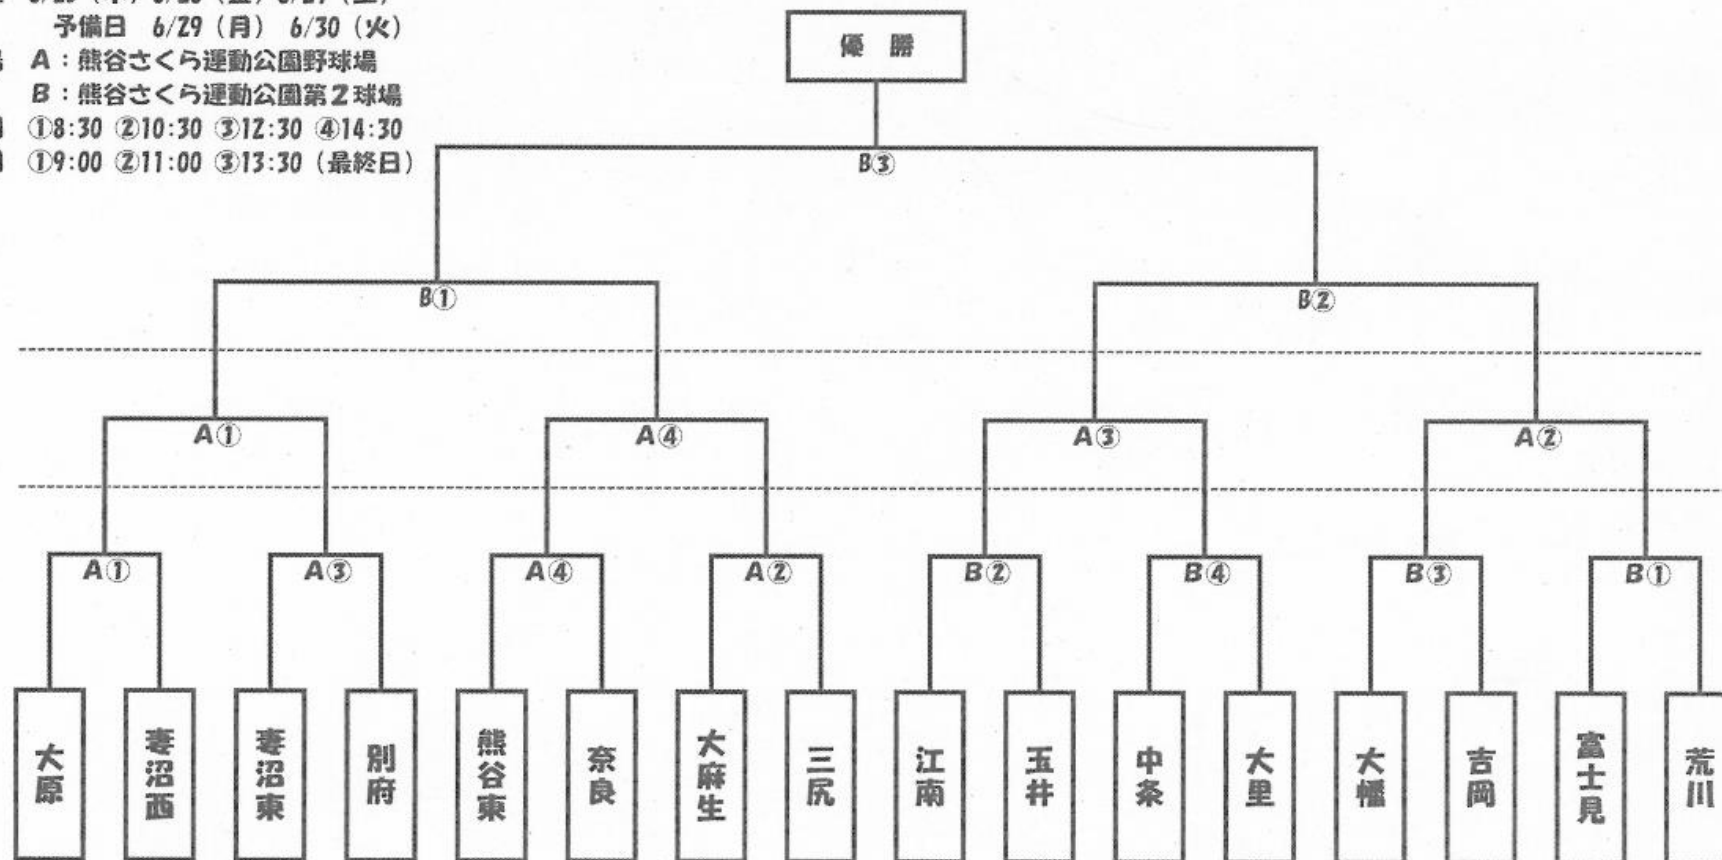 予備日 6/29（月） 6/30（火）
A：熊谷さくら運動公園野球場
B：熊谷さくら運動公園第2球場
①8:30 ②10:30 ③12:30 ④14:30
①9:00 ②11:00 ③13:30（最終日）
優勝
B③
B① B②
A① A④ A③ A②
A① A③ A④ A② B② B④ B③ B①
大原
妻沼西
妻沼東
別府
熊谷東
奈良
大麻生
三尻
江南
玉井
中条
大里
大幡
吉岡
富士見
荒川